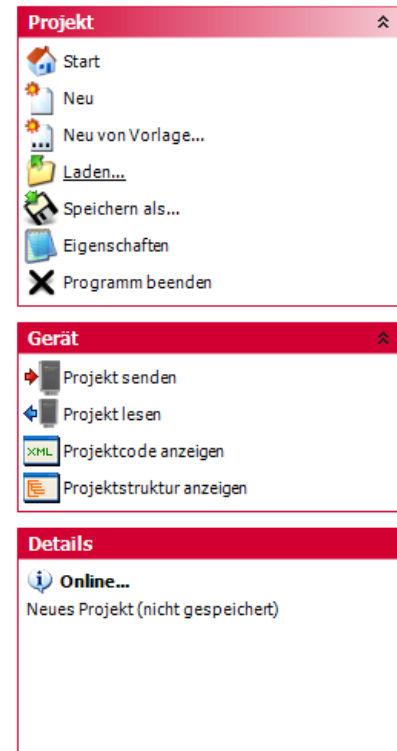 Projekt
Start
Neu
Neu von Vorlage...
Laden...
Speichern als...
Eigenschaften
Programm beenden
Gerät
Projekt senden
Projekt lesen
XML Projektcode anzeigen
Projektstruktur anzeigen
Details
Online...
Neues Projekt (nicht gespeichert)